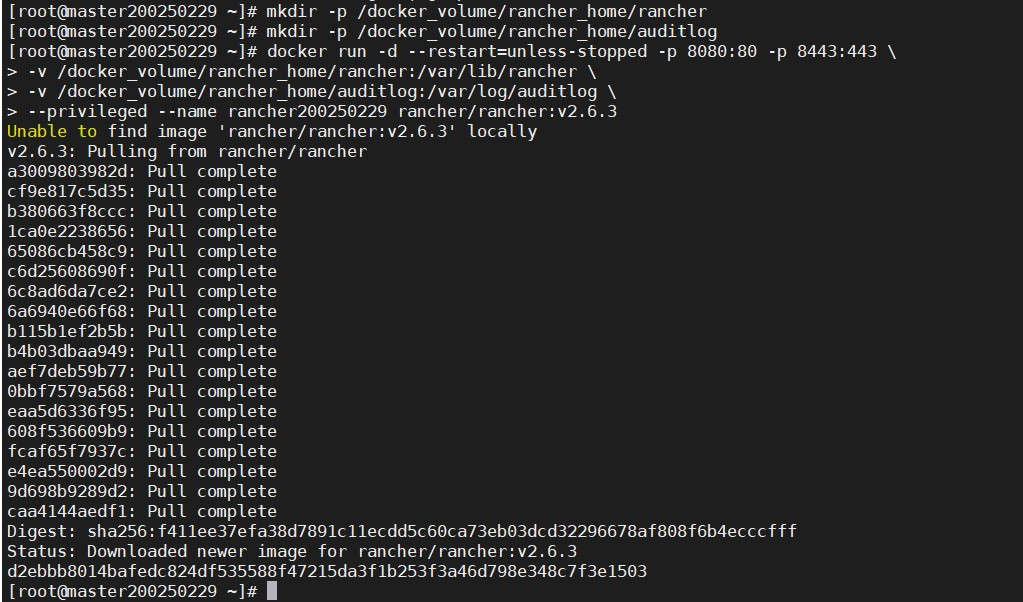 [root@master200250229 ~]# mkdir -p /docker_volume/rancher_home/rancher
[root@master200250229 ~]# mkdir -p /docker_volume/rancher_home/auditlog
[root@master200250229 ~]# docker run -d --restart=unless-stopped -p 8080:80 -p 8443:443 \
> -v /docker_volume/rancher_home/rancher:/var/lib/rancher \
> -v /docker_volume/rancher_home/auditlog:/var/log/auditlog \
> --privileged --name rancher200250229 rancher/rancher:v2.6.3
Unable to find image 'rancher/rancher:v2.6.3' locally
v2.6.3: Pulling from rancher/rancher
a3009803982d: Pull complete
cf9e817c5d35: Pull complete
b380663f8ccc: Pull complete
1ca0e2238656: Pull complete
65086cb458c9: Pull complete
c6d25608690f: Pull complete
6c8ad6da7ce2: Pull complete
6a6940e66f68: Pull complete
b115b1ef2b5b: Pull complete
b4b03dbaa949: Pull complete
aef7deb59b77: Pull complete
0bbf7579a568: Pull complete
eaa5d6336f95: Pull complete
608f536609b9: Pull complete
fcaf65f7937c: Pull complete
e4ea550002d9: Pull complete
9d698b9289d2: Pull complete
caa4144aedf1: Pull complete
Digest: sha256:f411ee37efa38d7891c11ecdd5c60ca73eb03dcd32296678af808f6b4ecccfff
Status: Downloaded newer image for rancher/rancher:v2.6.3
d2ebbb8014bafedc824df535588f47215da3f1b253f3a46d798e348c7f3e1503
[root@master200250229 ~]#